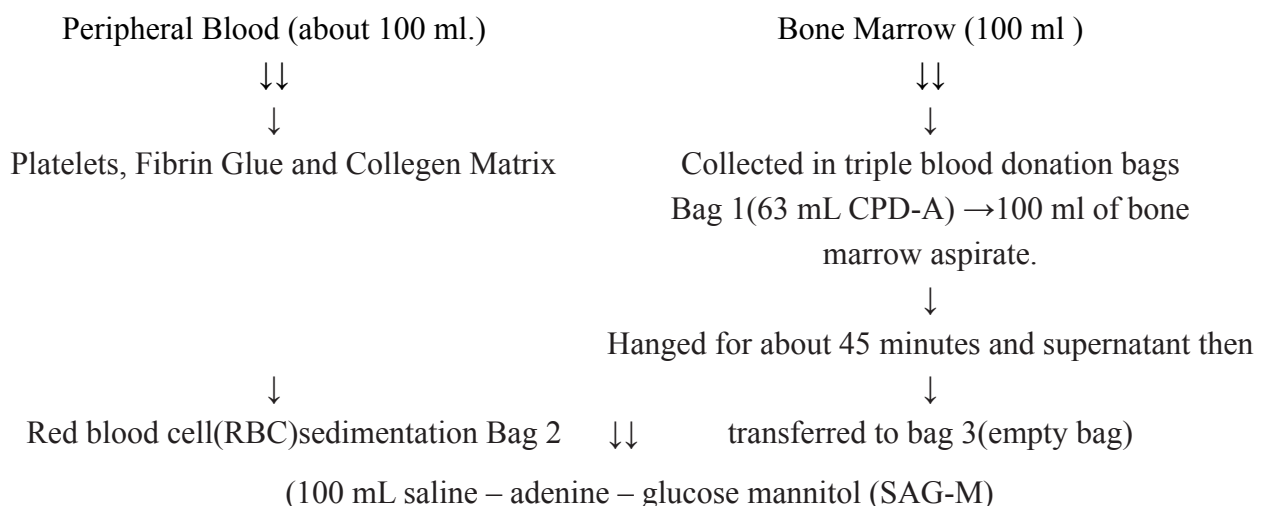 Peripheral Blood (about 100 ml.) Bone Marrow (100 ml )
↓↓ ↓↓
↓ ↓
Platelets, Fibrin Glue and Collegen Matrix Collected in triple blood donation bags
Bag 1(63 mL CPD-A) →100 ml of bone
marrow aspirate.
↓
Hanged for about 45 minutes and supernatant then
↓ ↓
Red blood cell(RBC)sedimentation Bag 2 ↓↓ transferred to bag 3(empty bag)
(100 mL saline – adenine – glucose mannitol (SAG-M)